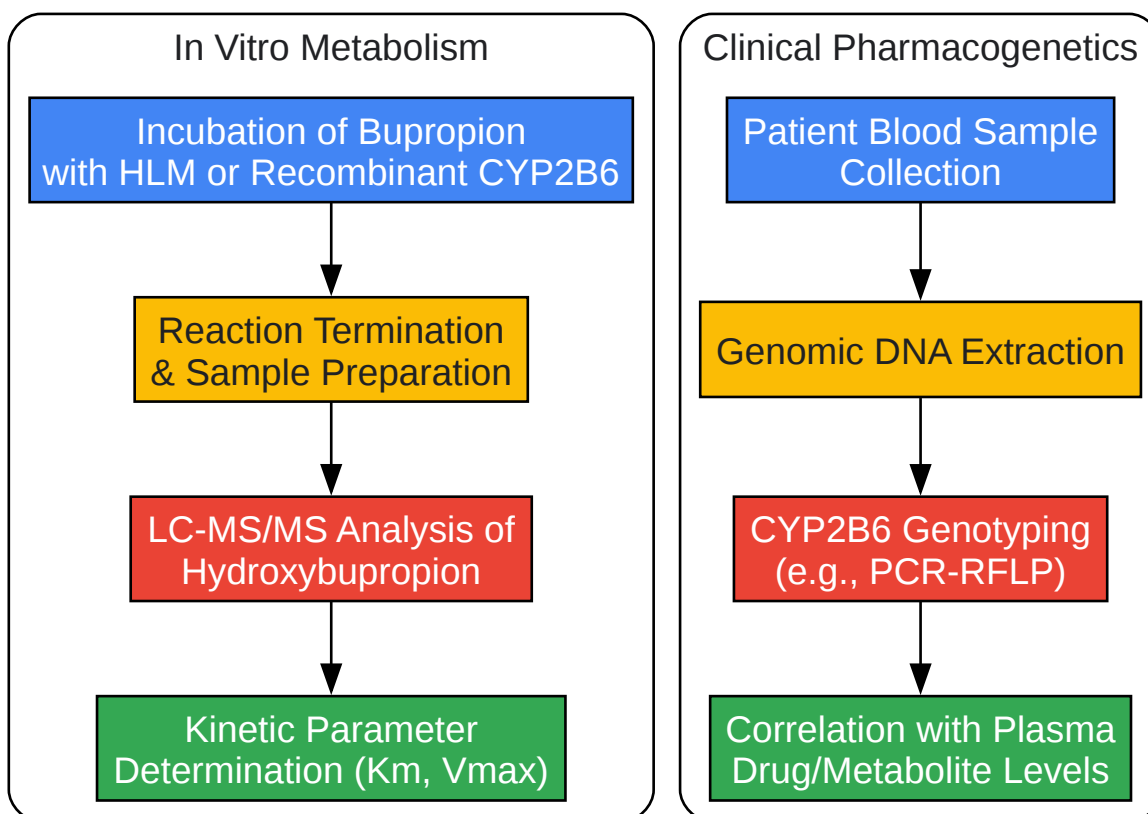 In Vitro Metabolism
Incubation of Bupropion
with HLM or Recombinant CYP2B6
Reaction Termination
& Sample Preparation
LC-MS/MS Analysis of
Hydroxybupropion
Kinetic Parameter
Determination (Km, Vmax)
Clinical Pharmacogenetics
Patient Blood Sample
Collection
Genomic DNA Extraction
CYP2B6 Genotyping
(e.g., PCR-RFLP)
Correlation with Plasma
Drug/Metabolite Levels